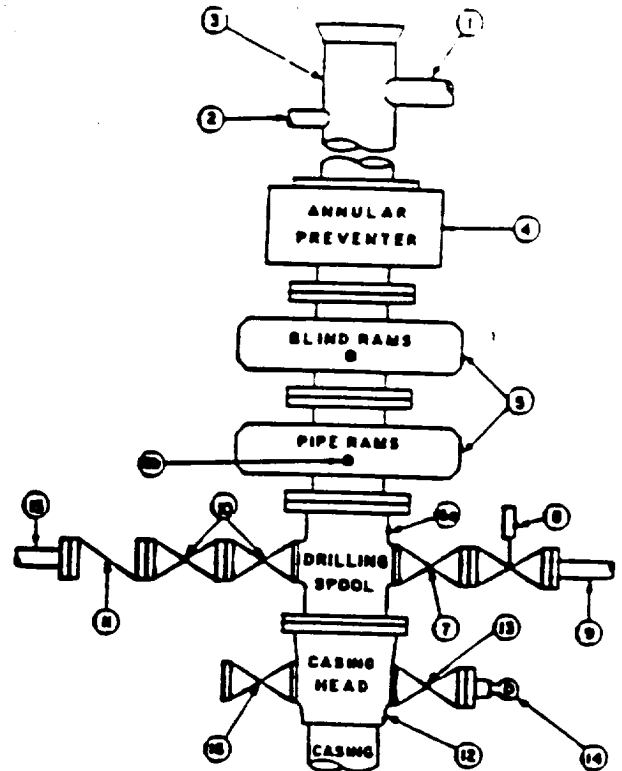 3
1
2
ANNULAR
PREVENTER
4
BLIND RAMS
5
PIPE RAMS
10
8
DRILLING
SPOOL
11
7
9
13
CASING
HEAD
12
14
CASING